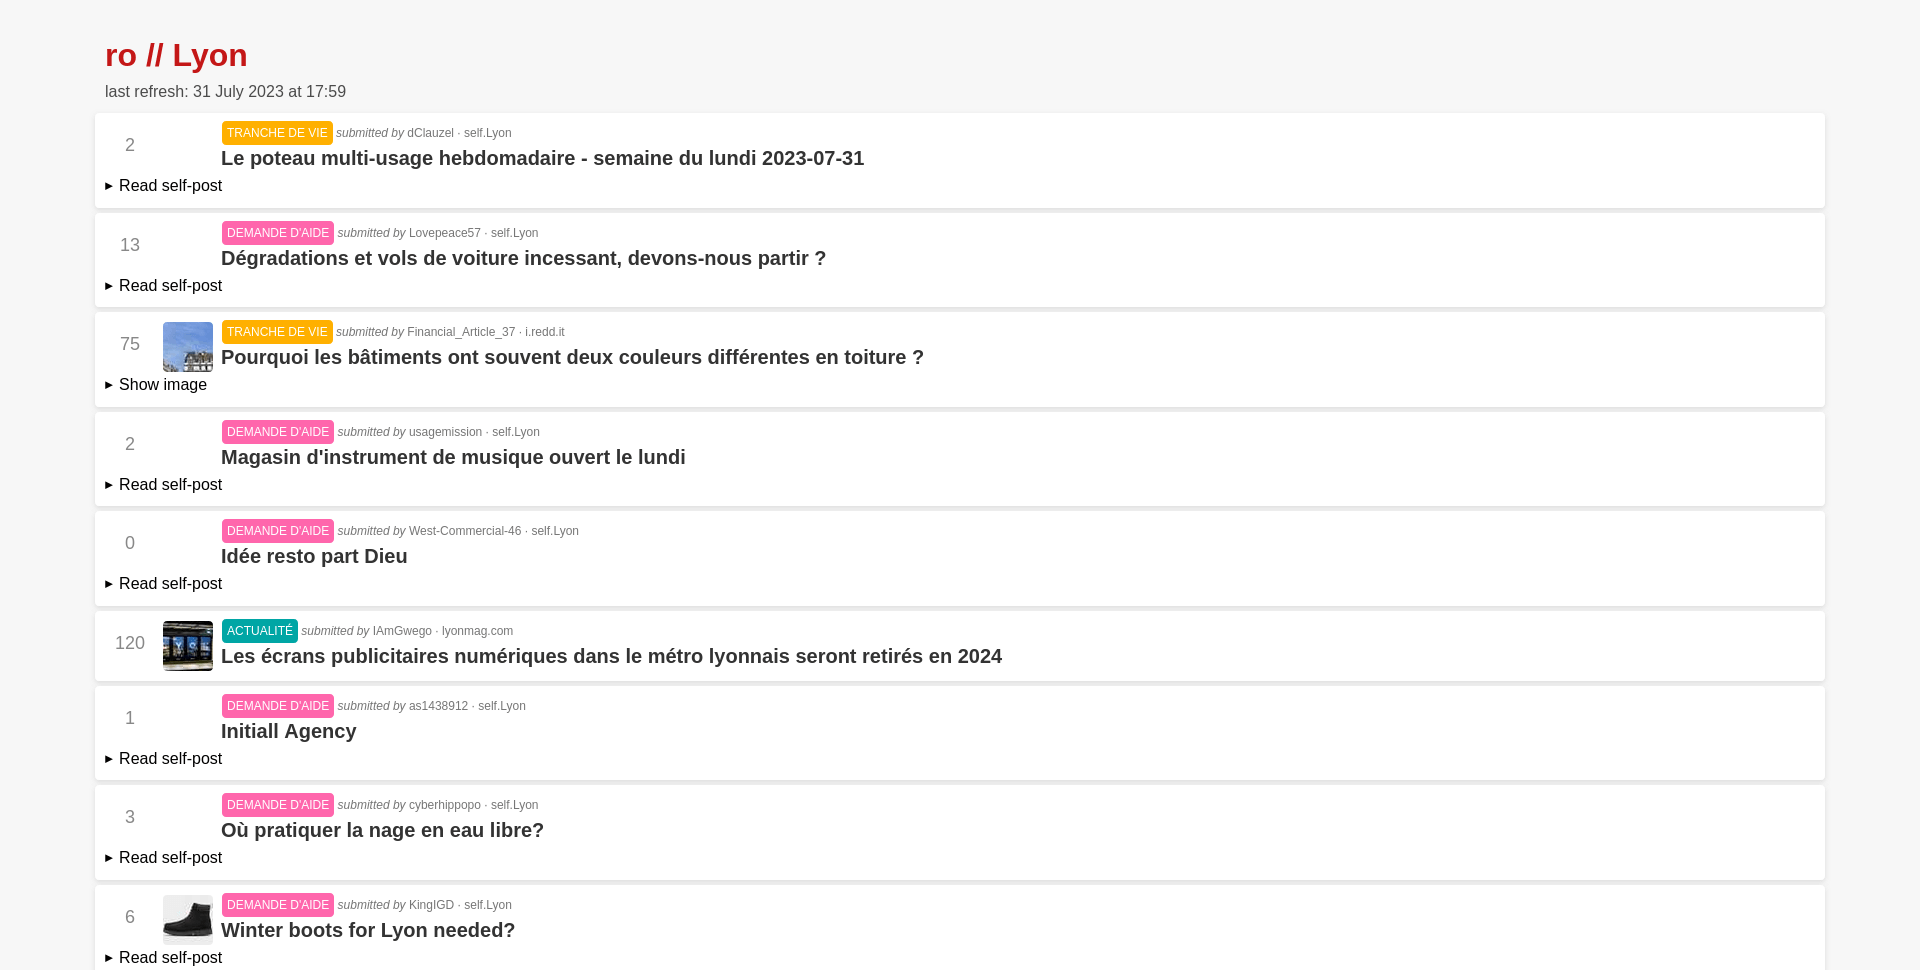 ro // Lyon
last refresh: 31 July 2023 at 17:59
2
TRANCHE DE VIE submitted by dClauzel · self.Lyon
Le poteau multi-usage hebdomadaire - semaine du lundi 2023-07-31
▸ Read self-post
13
DEMANDE D'AIDE submitted by Lovepeace57 · self.Lyon
Dégradations et vols de voiture incessant, devons-nous partir ?
▸ Read self-post
75
TRANCHE DE VIE submitted by Financial_Article_37 · i.redd.it
Pourquoi les bâtiments ont souvent deux couleurs différentes en toiture ?
▸ Show image
2
DEMANDE D'AIDE submitted by usagemission · self.Lyon
Magasin d'instrument de musique ouvert le lundi
▸ Read self-post
0
DEMANDE D'AIDE submitted by West-Commercial-46 · self.Lyon
Idée resto part Dieu
▸ Read self-post
120
ACTUALITÉ submitted by IAmGwego · lyonmag.com
Les écrans publicitaires numériques dans le métro lyonnais seront retirés en 2024
1
DEMANDE D'AIDE submitted by as1438912 · self.Lyon
Initiall Agency
▸ Read self-post
3
DEMANDE D'AIDE submitted by cyberhippopo · self.Lyon
Où pratiquer la nage en eau libre?
▸ Read self-post
6
DEMANDE D'AIDE submitted by KingIGD · self.Lyon
Winter boots for Lyon needed?
▸ Read self-post